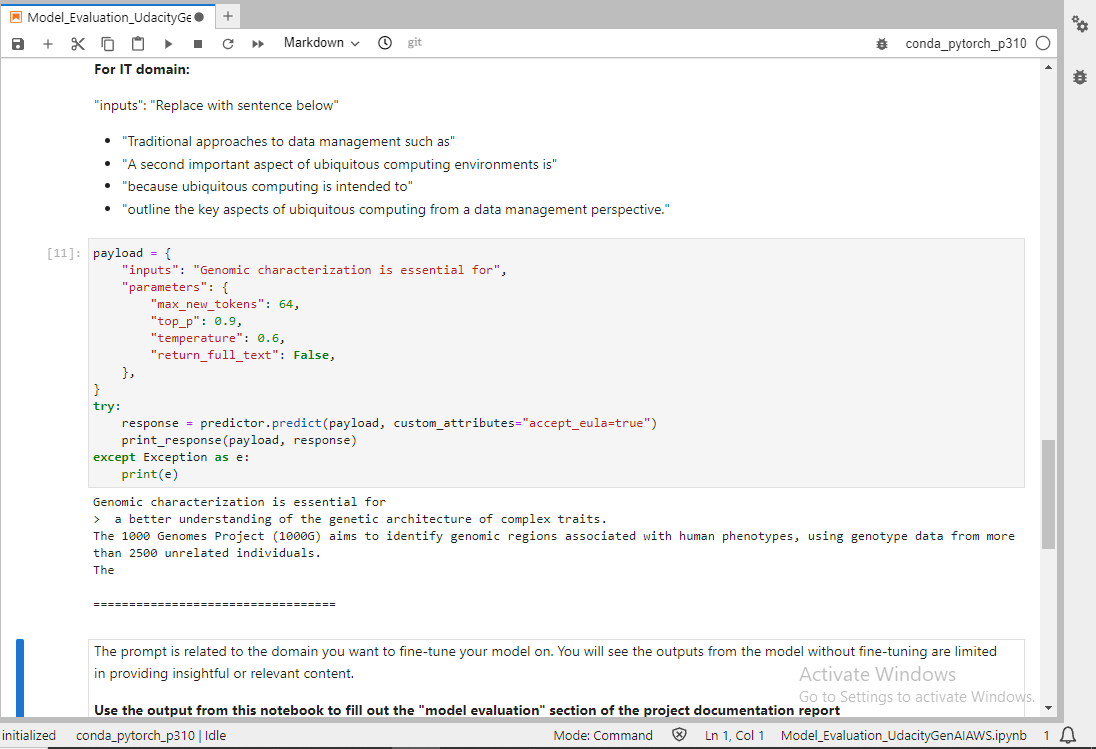 Model_Evaluation_UdacityGe
Markdown
git
conda_pytorch_p310
For IT domain:
"inputs": "Replace with sentence below"
"Traditional approaches to data management such as"
"A second important aspect of ubiquitous computing environments is"
"because ubiquitous computing is intended to"
"outline the key aspects of ubiquitous computing from a data management perspective."
[11]:
payload = {
"inputs": "Genomic characterization is essential for",
"parameters": {
"max_new_tokens": 64,
"top_p": 0.9,
"temperature": 0.6,
"return_full_text": False,
},
}
try:
response = predictor.predict(payload, custom_attributes="accept_eula=true")
print_response(payload, response)
except Exception as e:
print(e)
Genomic characterization is essential for
> a better understanding of the genetic architecture of complex traits.
The 1000 Genomes Project (1000G) aims to identify genomic regions associated with human phenotypes, using genotype data from more
than 2500 unrelated individuals.
The
==================================
The prompt is related to the domain you want to fine-tune your model on. You will see the outputs from the model without fine-tuning are limited
in providing insightful or relevant content.
Activate Windows
Go to Settings to activate Windows.
Use the output from this notebook to fill out the "model evaluation" section of the project documentation report
initialized conda_pytorch_p310 | Idle Mode: Command Ln 1, Col 1 Model_Evaluation_UdacityGenAIAWS.ipynb 1